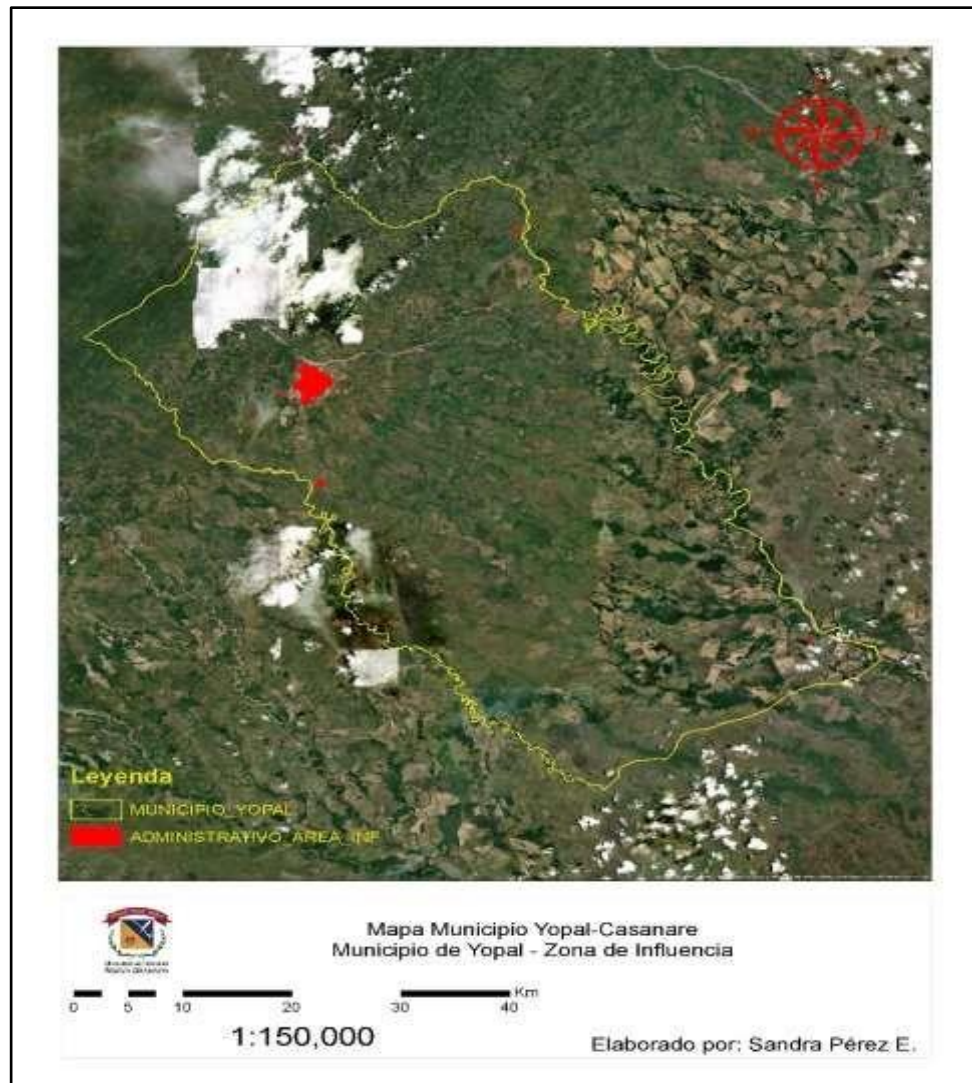 Leyenda
MUNICIPIO_YOPAL
ADMINISTRATIVO_AREA_INF
Mapa Municipio Yopal-Casanare
Municipio de Yopal - Zona de Influencia
0 5 10 20 30 40 Km
1:150,000
Elaborado por: Sandra Pérez E.